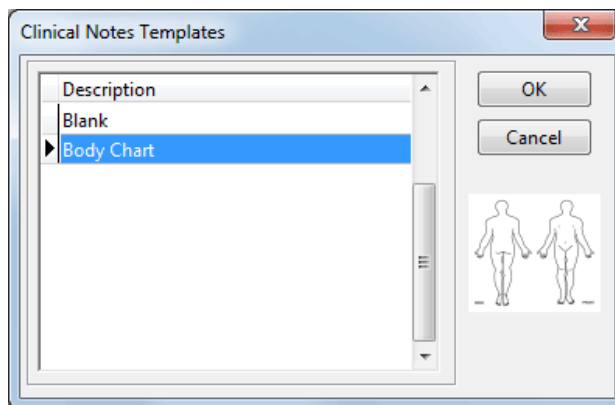 Clinical Notes Templates
Description
Blank
Body Chart
OK
Cancel